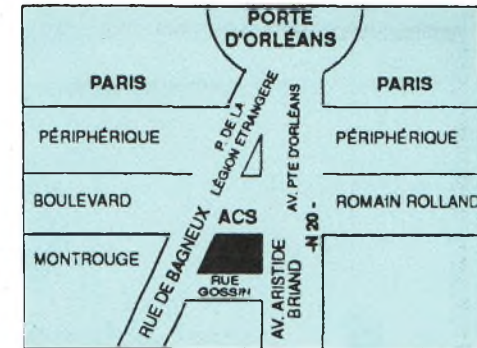 PORTE
D'ORLÉANS
PARIS
PARIS
PÉRIPHÉRIQUE
P. DE LA
LÉGION ETRANGERE
AV. PTE D'ORLÉANS
PÉRIPHÉRIQUE
BOULEVARD
ACS
-N 20-
ROMAIN ROLLAND
MONTROUGE
RUE DE BAGNEUX
RUE
GOSSIN
AV. ARISTIDE
BRIAND